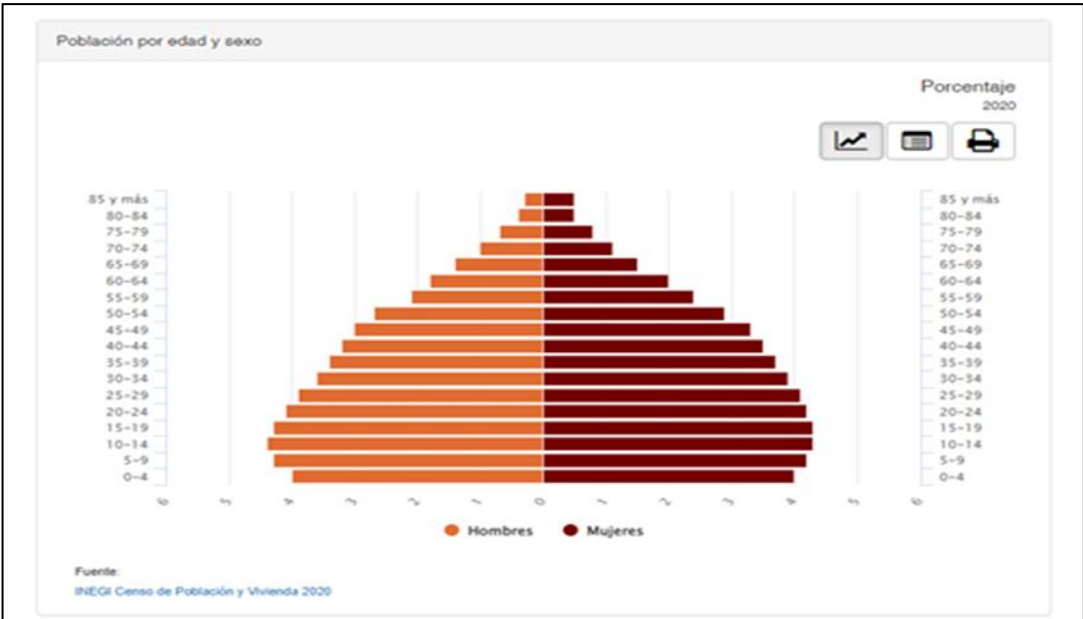 Población por edad y sexo
Porcentaje
2020
85 y más 85 y más
80-84 80-84
75-79 75-79
70-74 70-74
65-69 65-69
60-64 60-64
55-59 55-59
50-54 50-54
45-49 45-49
40-44 40-44
35-39 35-39
30-34 30-34
25-29 25-29
20-24 20-24
15-19 15-19
10-14 10-14
5-9 5-9
0-4 0-4
6 5 4 3 2 1 0 1 2 3 4 5 6
Hombres Mujeres
Fuente:
INEGI Censo de Población y Vivienda 2020